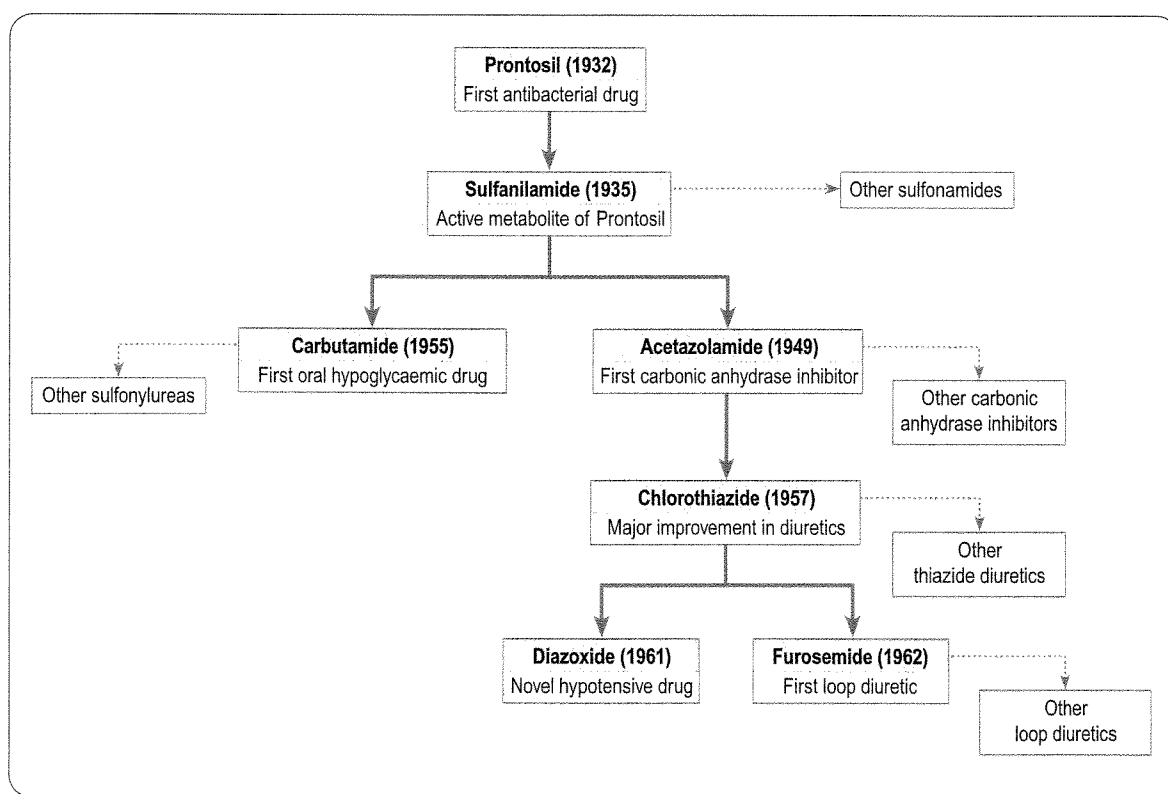 Prontosil (1932)
First antibacterial drug
Sulfanilamide (1935)
Active metabolite of Prontosil
Other sulfonamides
Carbutamide (1955)
First oral hypoglycaemic drug
Other sulfonylureas
Acetazolamide (1949)
First carbonic anhydrase inhibitor
Other carbonic
anhydrase inhibitors
Chlorothiazide (1957)
Major improvement in diuretics
Other
thiazide diuretics
Diazoxide (1961)
Novel hypotensive drug
Furosemide (1962)
First loop diuretic
Other
loop diuretics